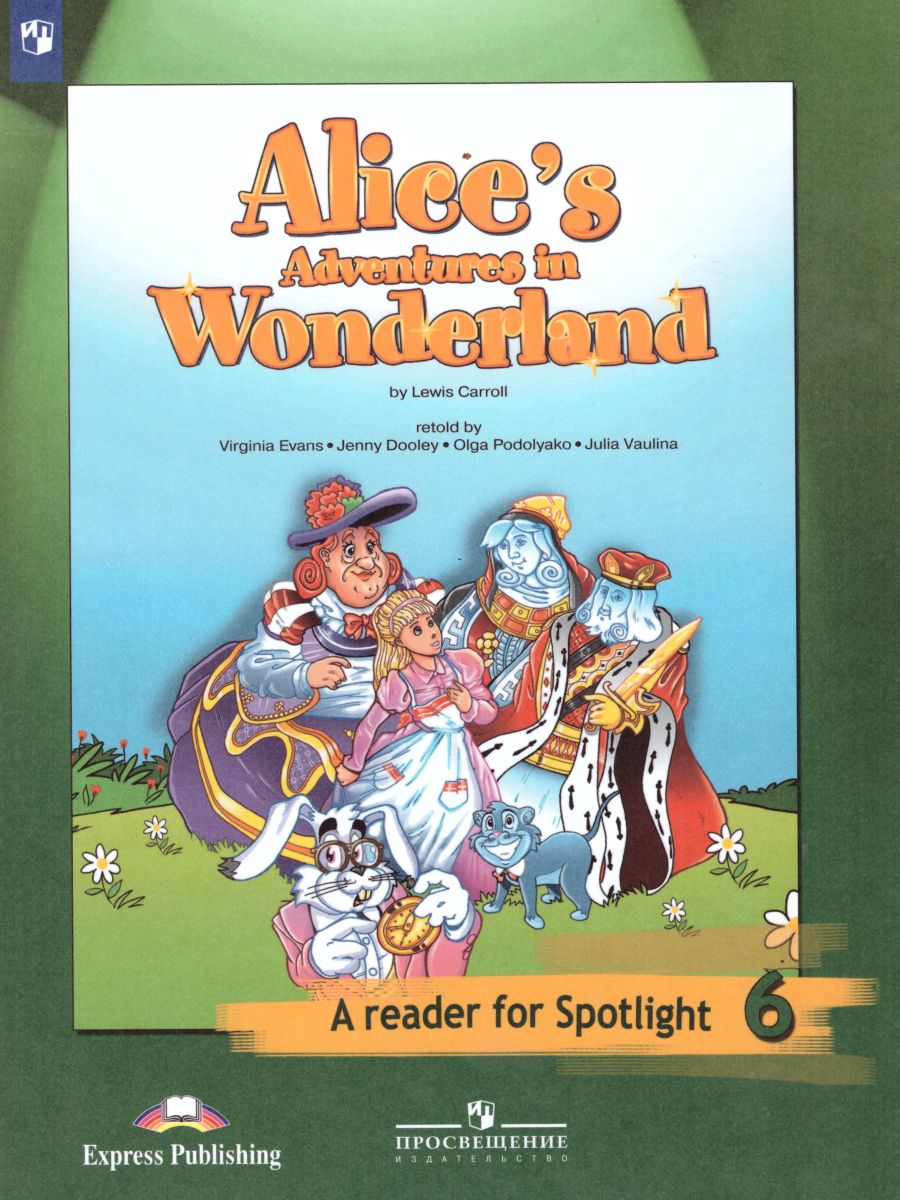 Alice's
Adventures in
Wonderland
by Lewis Carroll
retold by
Virginia Evans • Jenny Dooley • Olga Podolyako • Julia Vaulina
A reader for Spotlight 6
Express Publishing
ПРОСВЕЩЕНИЕ
ИЗДАТЕЛЬСТВО